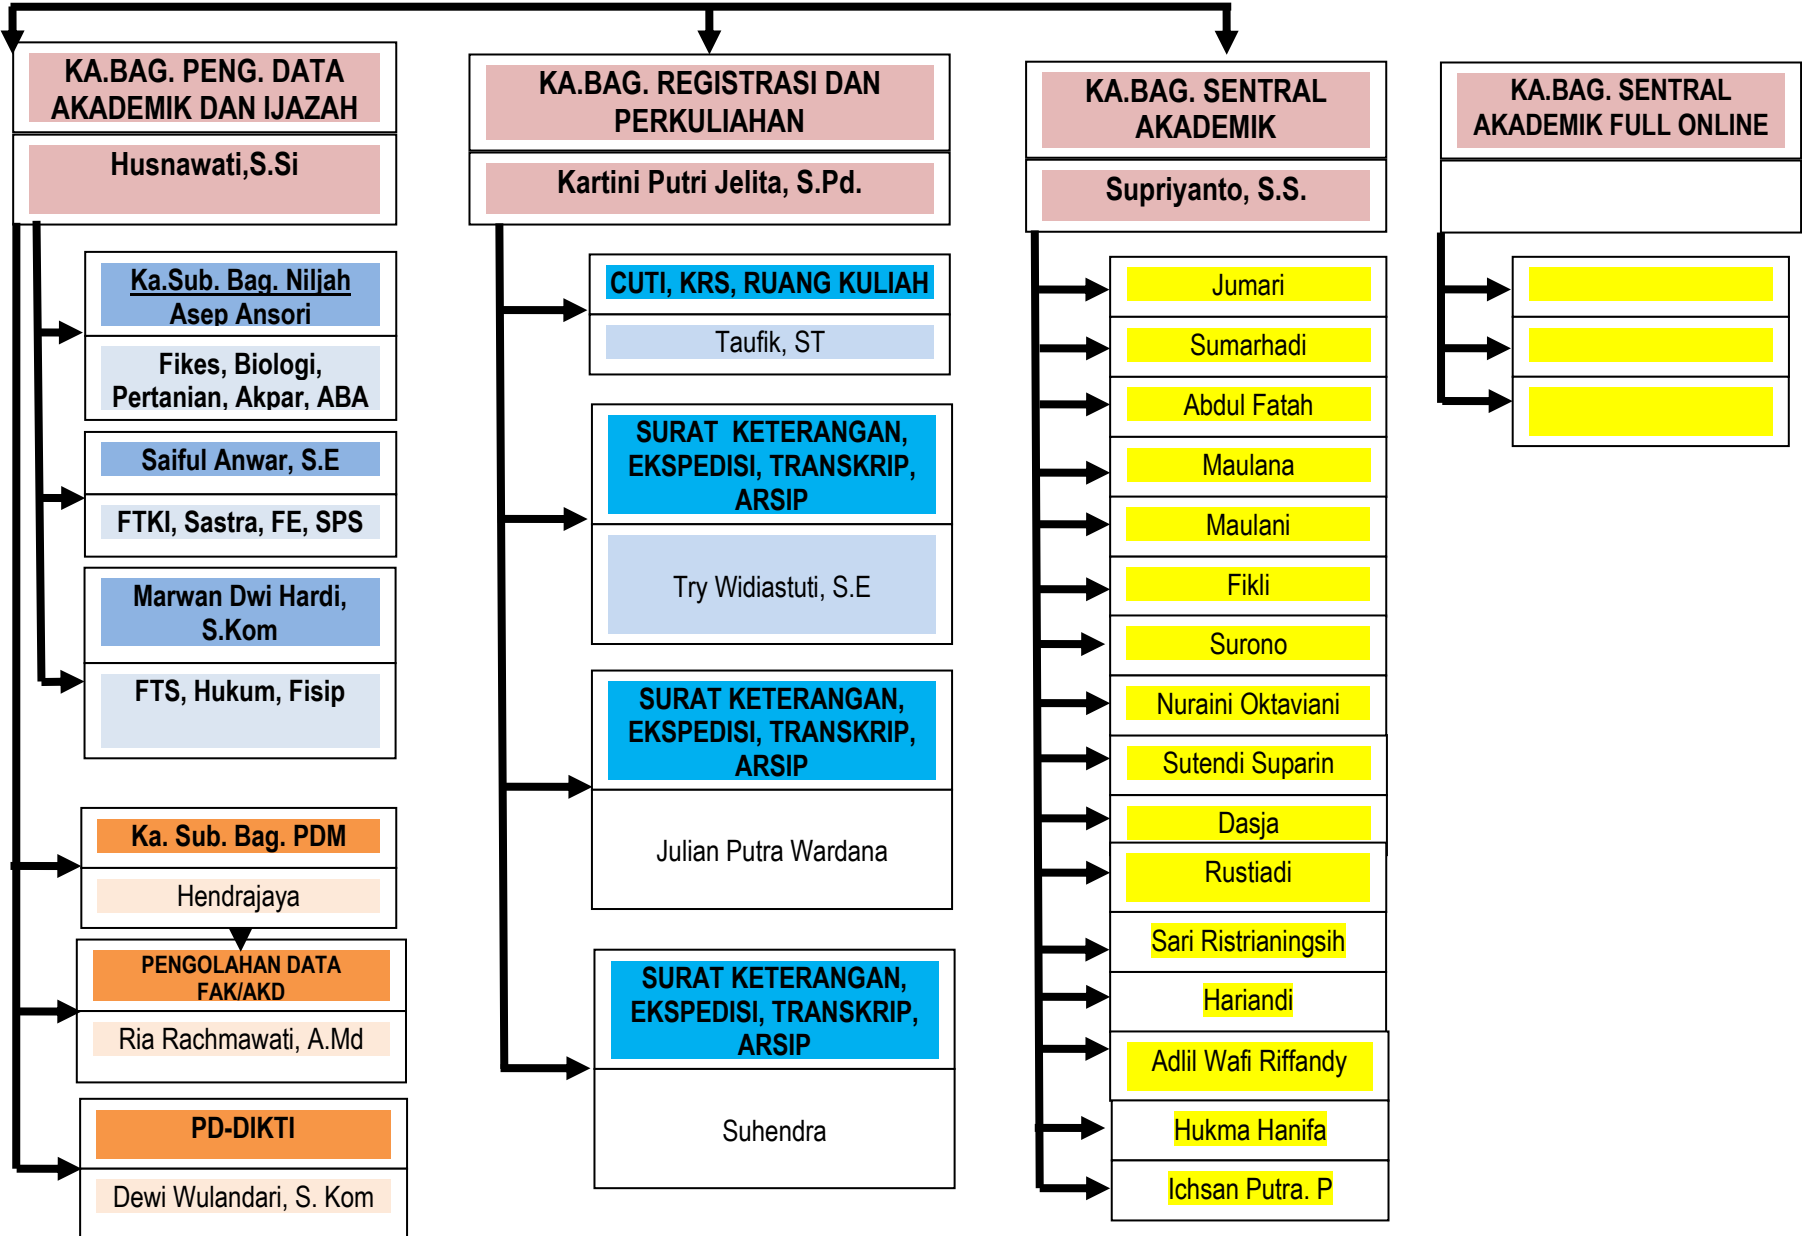 KA.BAG. PENG. DATA
AKADEMIK DAN IJAZAH
Husnawati,S.Si
Ka.Sub. Bag. Niljah
Asep Ansori
Fikes, Biologi,
Pertanian, Akpar, ABA
Saiful Anwar, S.E
FTKI, Sastra, FE, SPS
Marwan Dwi Hardi,
S.Kom
FTS, Hukum, Fisip
Ka. Sub. Bag. PDM
Hendrajaya
PENGOLAHAN DATA
FAK/AKD
Ria Rachmawati, A.Md
PD-DIKTI
Dewi Wulandari, S. Kom
KA.BAG. REGISTRASI DAN
PERKULIAHAN
Kartini Putri Jelita, S.Pd.
CUTI, KRS, RUANG KULIAH
Taufik, ST
SURAT  KETERANGAN,
EKSPEDISI, TRANSKRIP,
ARSIP
Try Widiastuti, S.E
SURAT KETERANGAN,
EKSPEDISI, TRANSKRIP,
ARSIP
Julian Putra Wardana
SURAT KETERANGAN,
EKSPEDISI, TRANSKRIP,
ARSIP
Suhendra
KA.BAG. SENTRAL
AKADEMIK
Supriyanto, S.S.
Jumari
Sumarhadi
Abdul Fatah
Maulana
Maulani
Fikli
Surono
Nuraini Oktaviani
Sutendi Suparin
Dasja
Rustiadi
Sari Ristrianingsih
Hariandi
Adlil Wafi Riffandy
Hukma Hanifa
Ichsan Putra. P
KA.BAG. SENTRAL
AKADEMIK FULL ONLINE